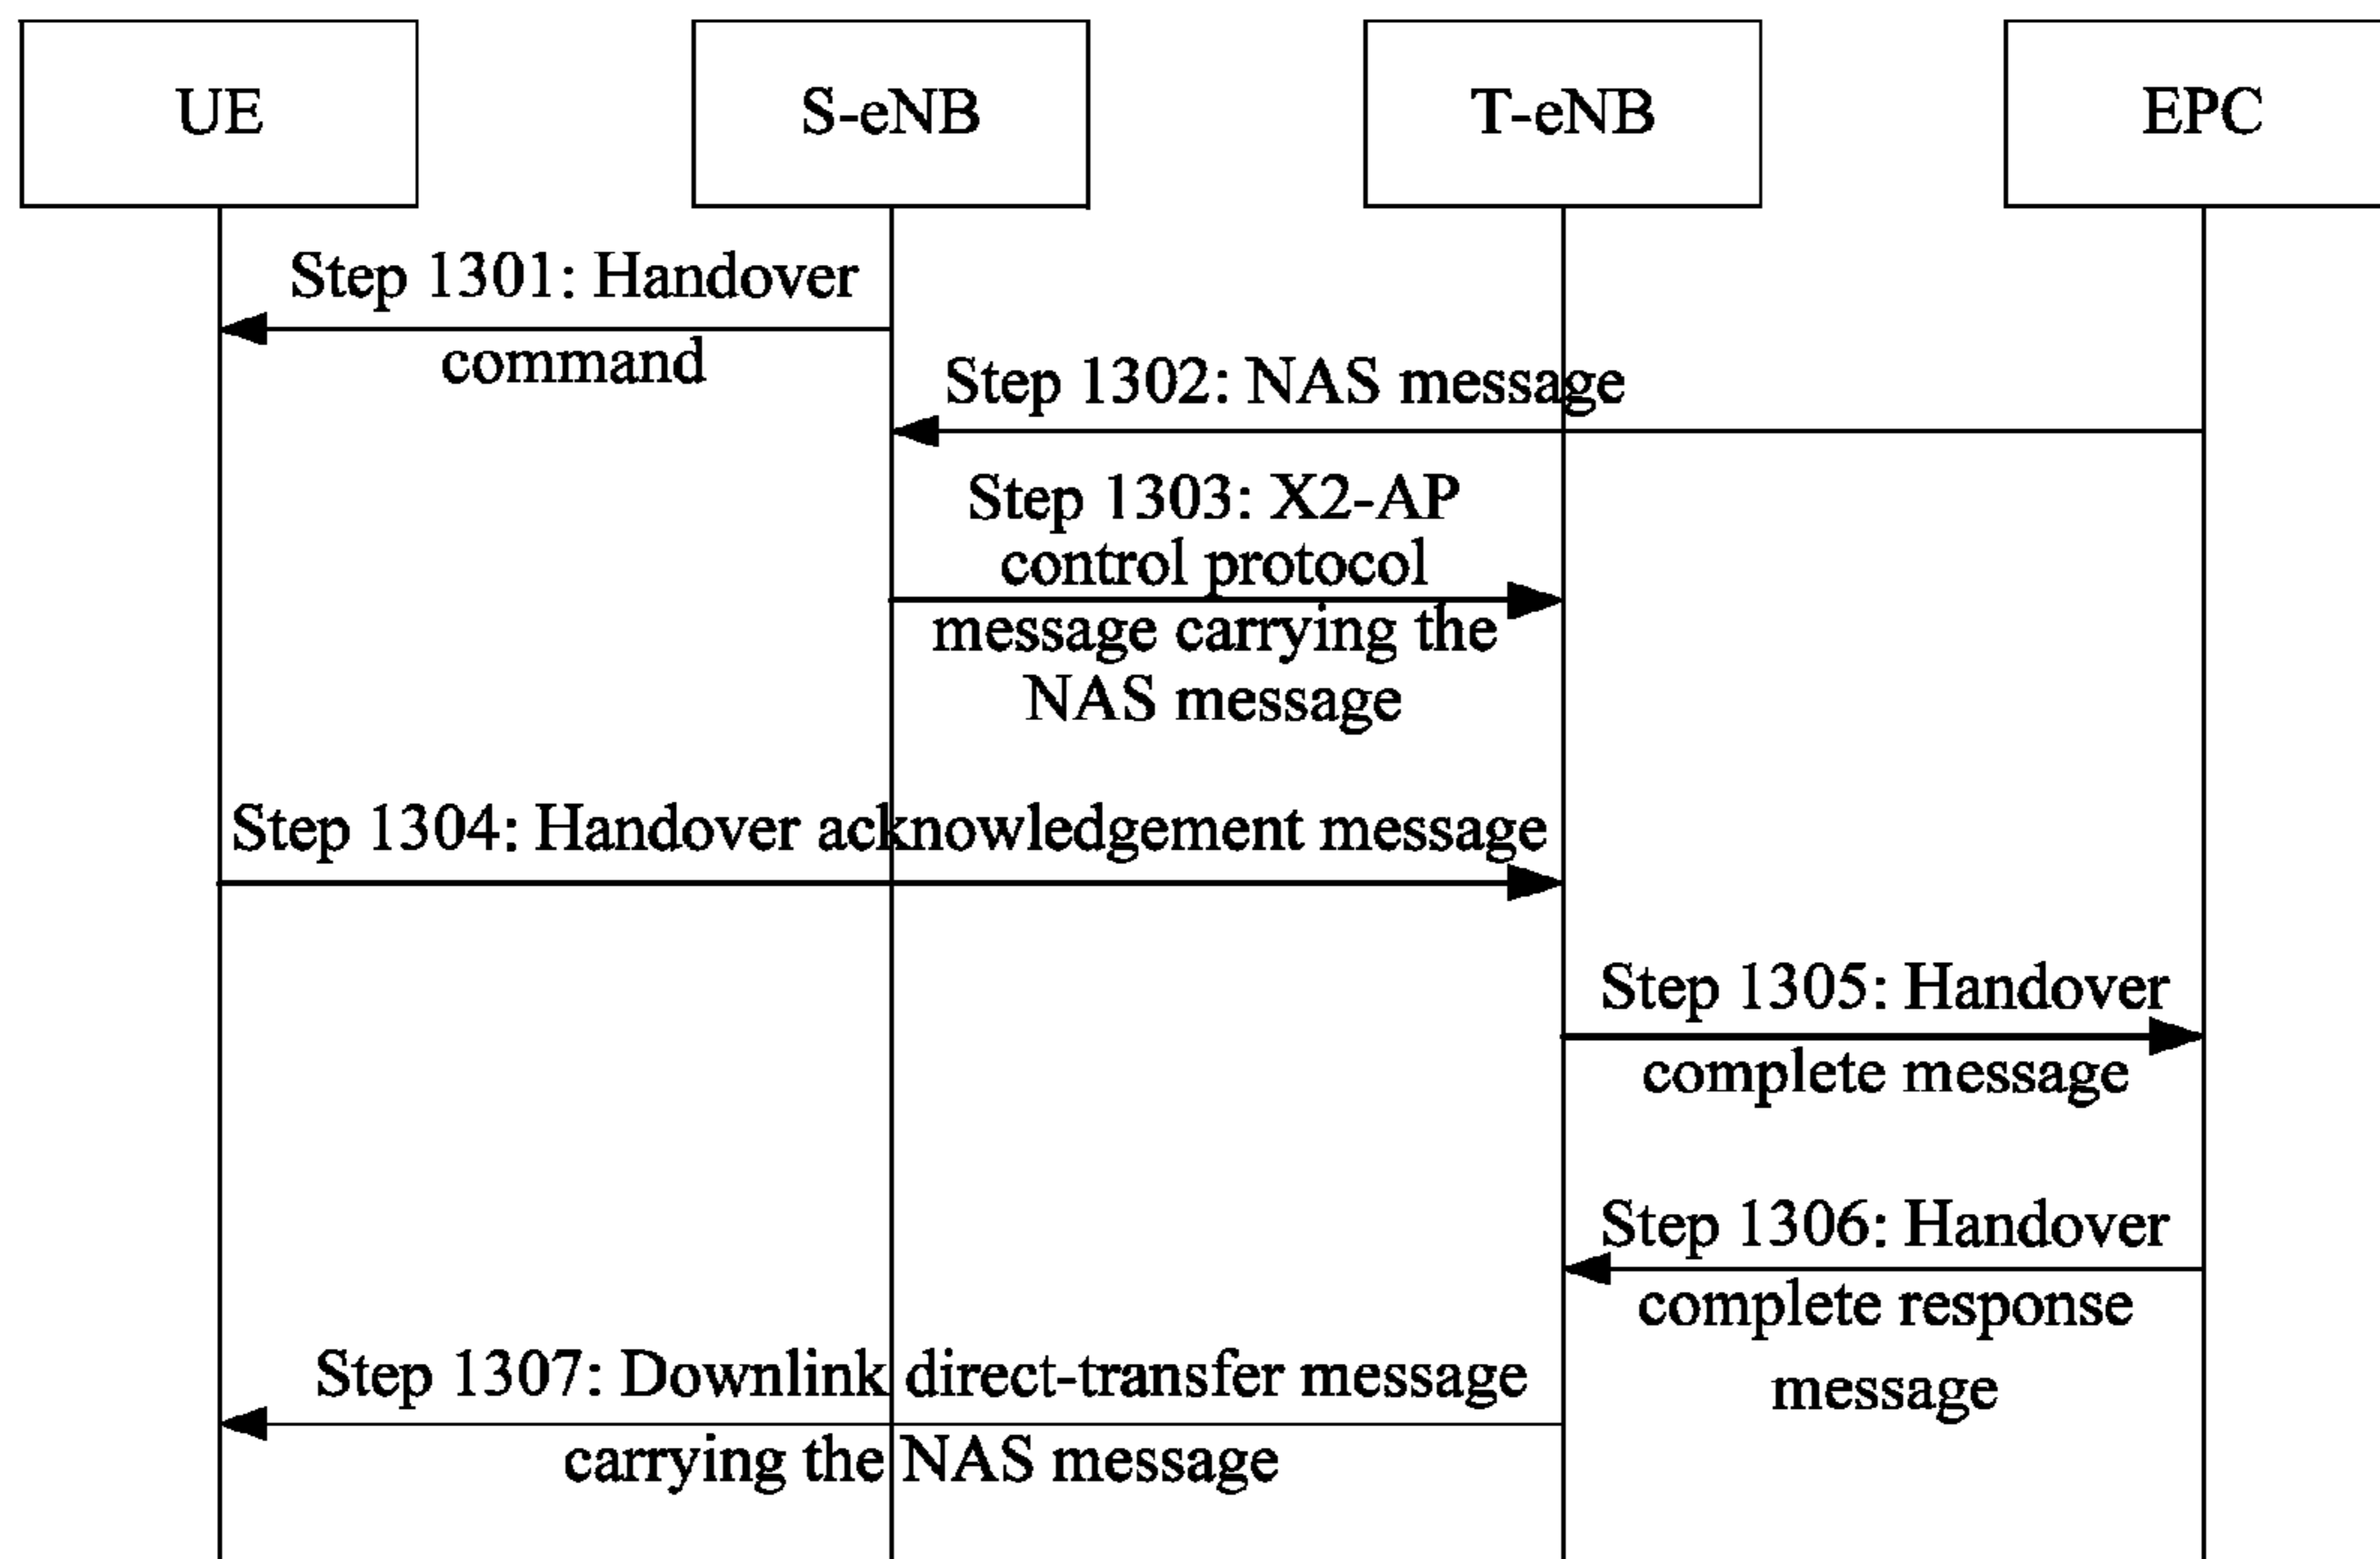 UE
S-eNB
T-eNB
EPC
Step 1301: Handover
command
Step 1302: NAS message
Step 1303: X2-AP
control protocol
message carrying the
NAS message
Step 1304: Handover acknowledgement message
Step 1305: Handover
complete message
Step 1306: Handover
complete response
message
Step 1307: Downlink direct-transfer message
carrying the NAS message